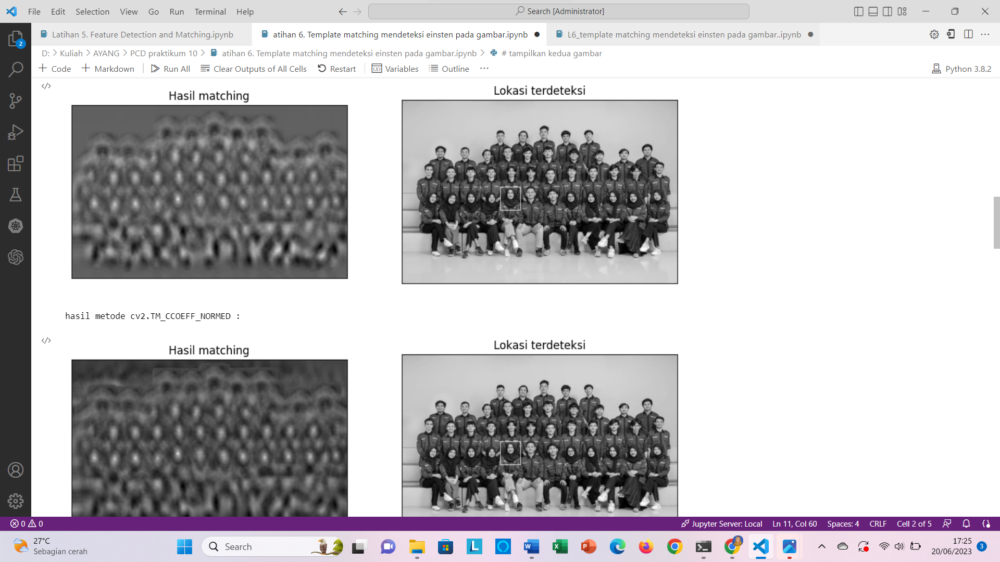 File Edit Selection View Go Run Terminal Help
Search [Administrator]
Latihan 5. Feature Detection and Matching.ipynb
atihan 6. Template matching mendeteksi einsten pada gambar.ipynb
L6_template matching mendeteksi einsten pada gambar..ipynb
D: > Kuliah > AYANG > PCD praktikum 10 > atihan 6. Template matching mendeteksi einsten pada gambar.ipynb > # tampilkan kedua gambar
+ Code + Markdown Run All Clear Outputs of All Cells Restart Variables Outline ...
Python 3.8.2
2
Hasil matching
Lokasi terdeteksi
hasil metode cv2.TM_CCOEFF_NORMED :
Hasil matching
Lokasi terdeteksi
0 0
Jupyter Server: Local Ln 11, Col 60 Spaces: 4 CRLF Cell 2 of 5
27°C
Sebagian cerah
Search
17:25
20/06/2023
3